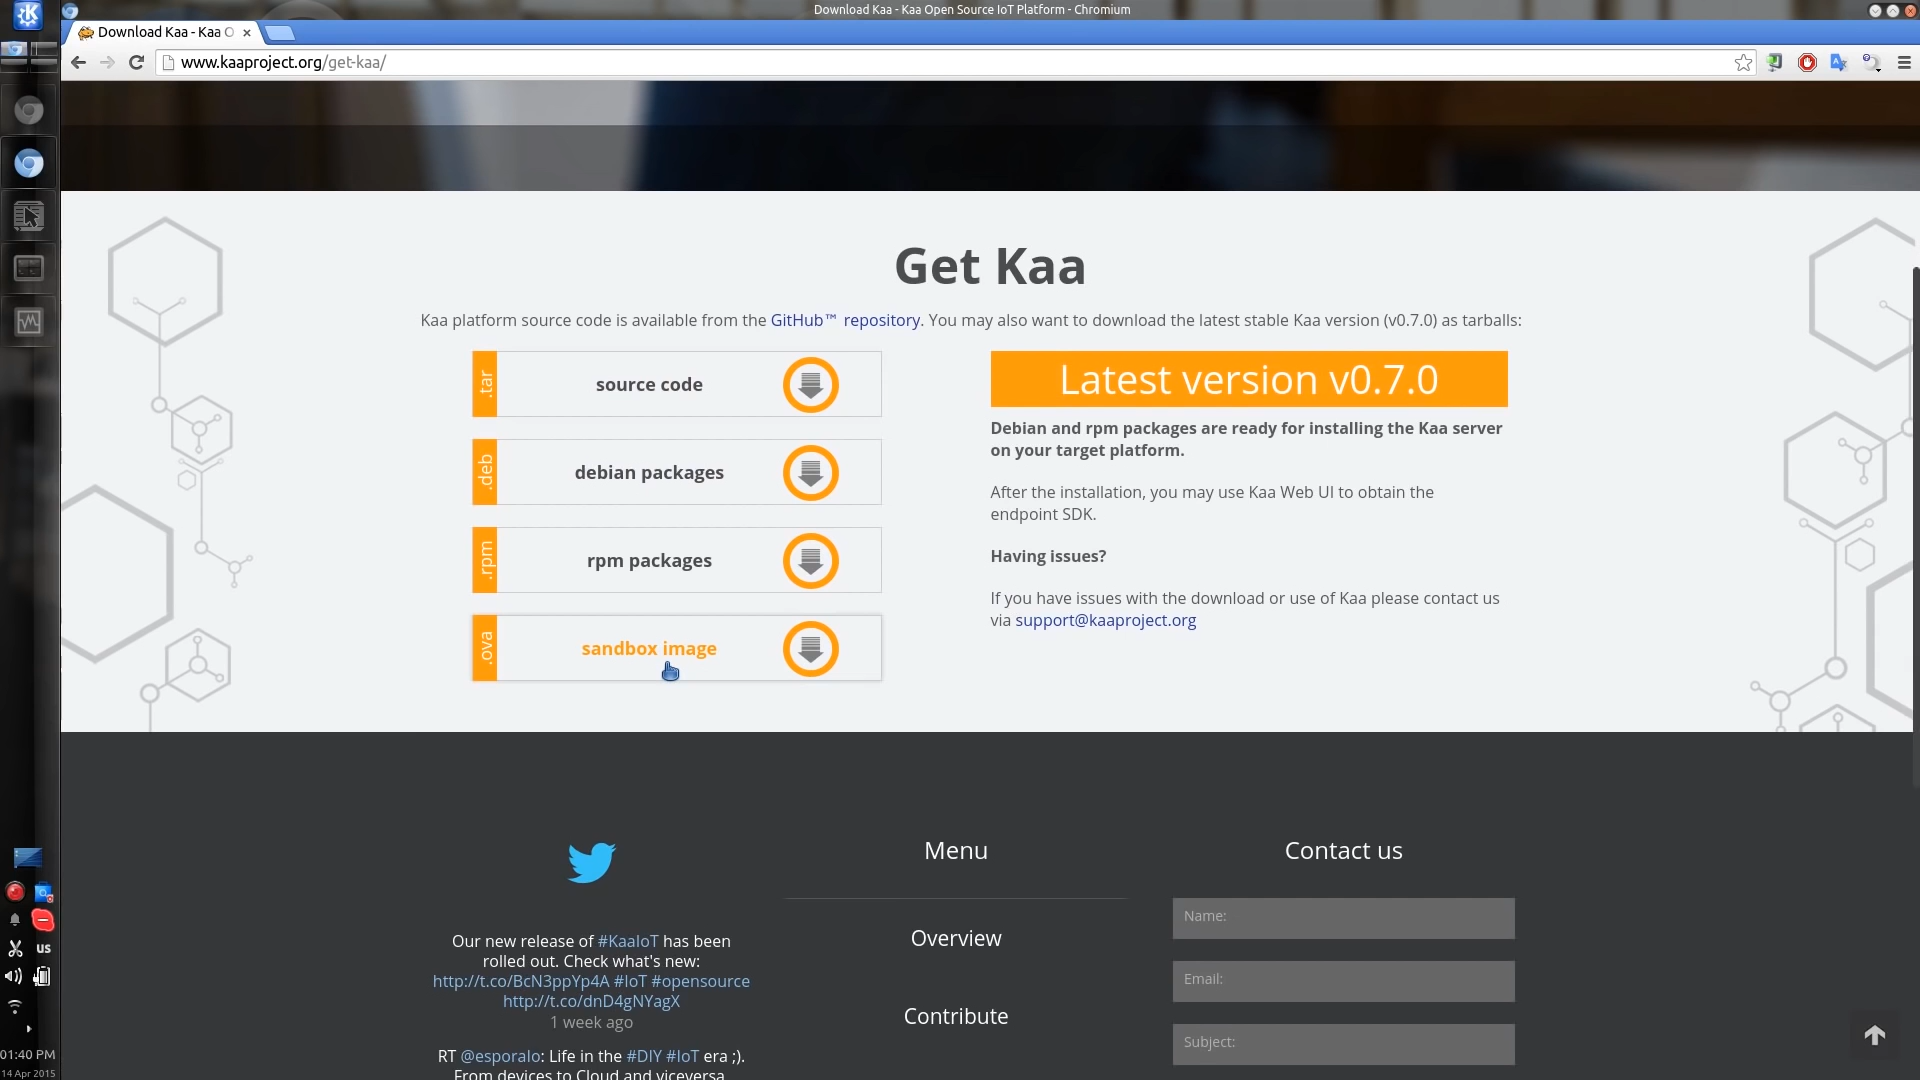 Download Kaa - Kaa Open Source IoT Platform - Chromium
Download Kaa - Kaa O
www.kaaproject.org/get-kaa/
Get Kaa
Kaa platform source code is available from the GitHub™ repository. You may also want to download the latest stable Kaa version (v0.7.0) as tarballs:
.tar
source code
.deb
debian packages
.rpm
rpm packages
.ova
sandbox image
Latest version v0.7.0
Debian and rpm packages are ready for installing the Kaa server
on your target platform.
After the installation, you may use Kaa Web UI to obtain the
endpoint SDK.
Having issues?
If you have issues with the download or use of Kaa please contact us
via support@kaaproject.org
Our new release of #KaaIoT has been
rolled out. Check what's new:
http://t.co/BcN3ppYp4A #IoT #opensource
http://t.co/dnD4gNYagX
1 week ago
RT @esporalo: Life in the #DIY #IoT era ;).
From devices to Cloud and viceversa
Menu
Overview
Contribute
Contact us
Name:
Email:
Subject:
us
01:40 PM
14 Apr 2015